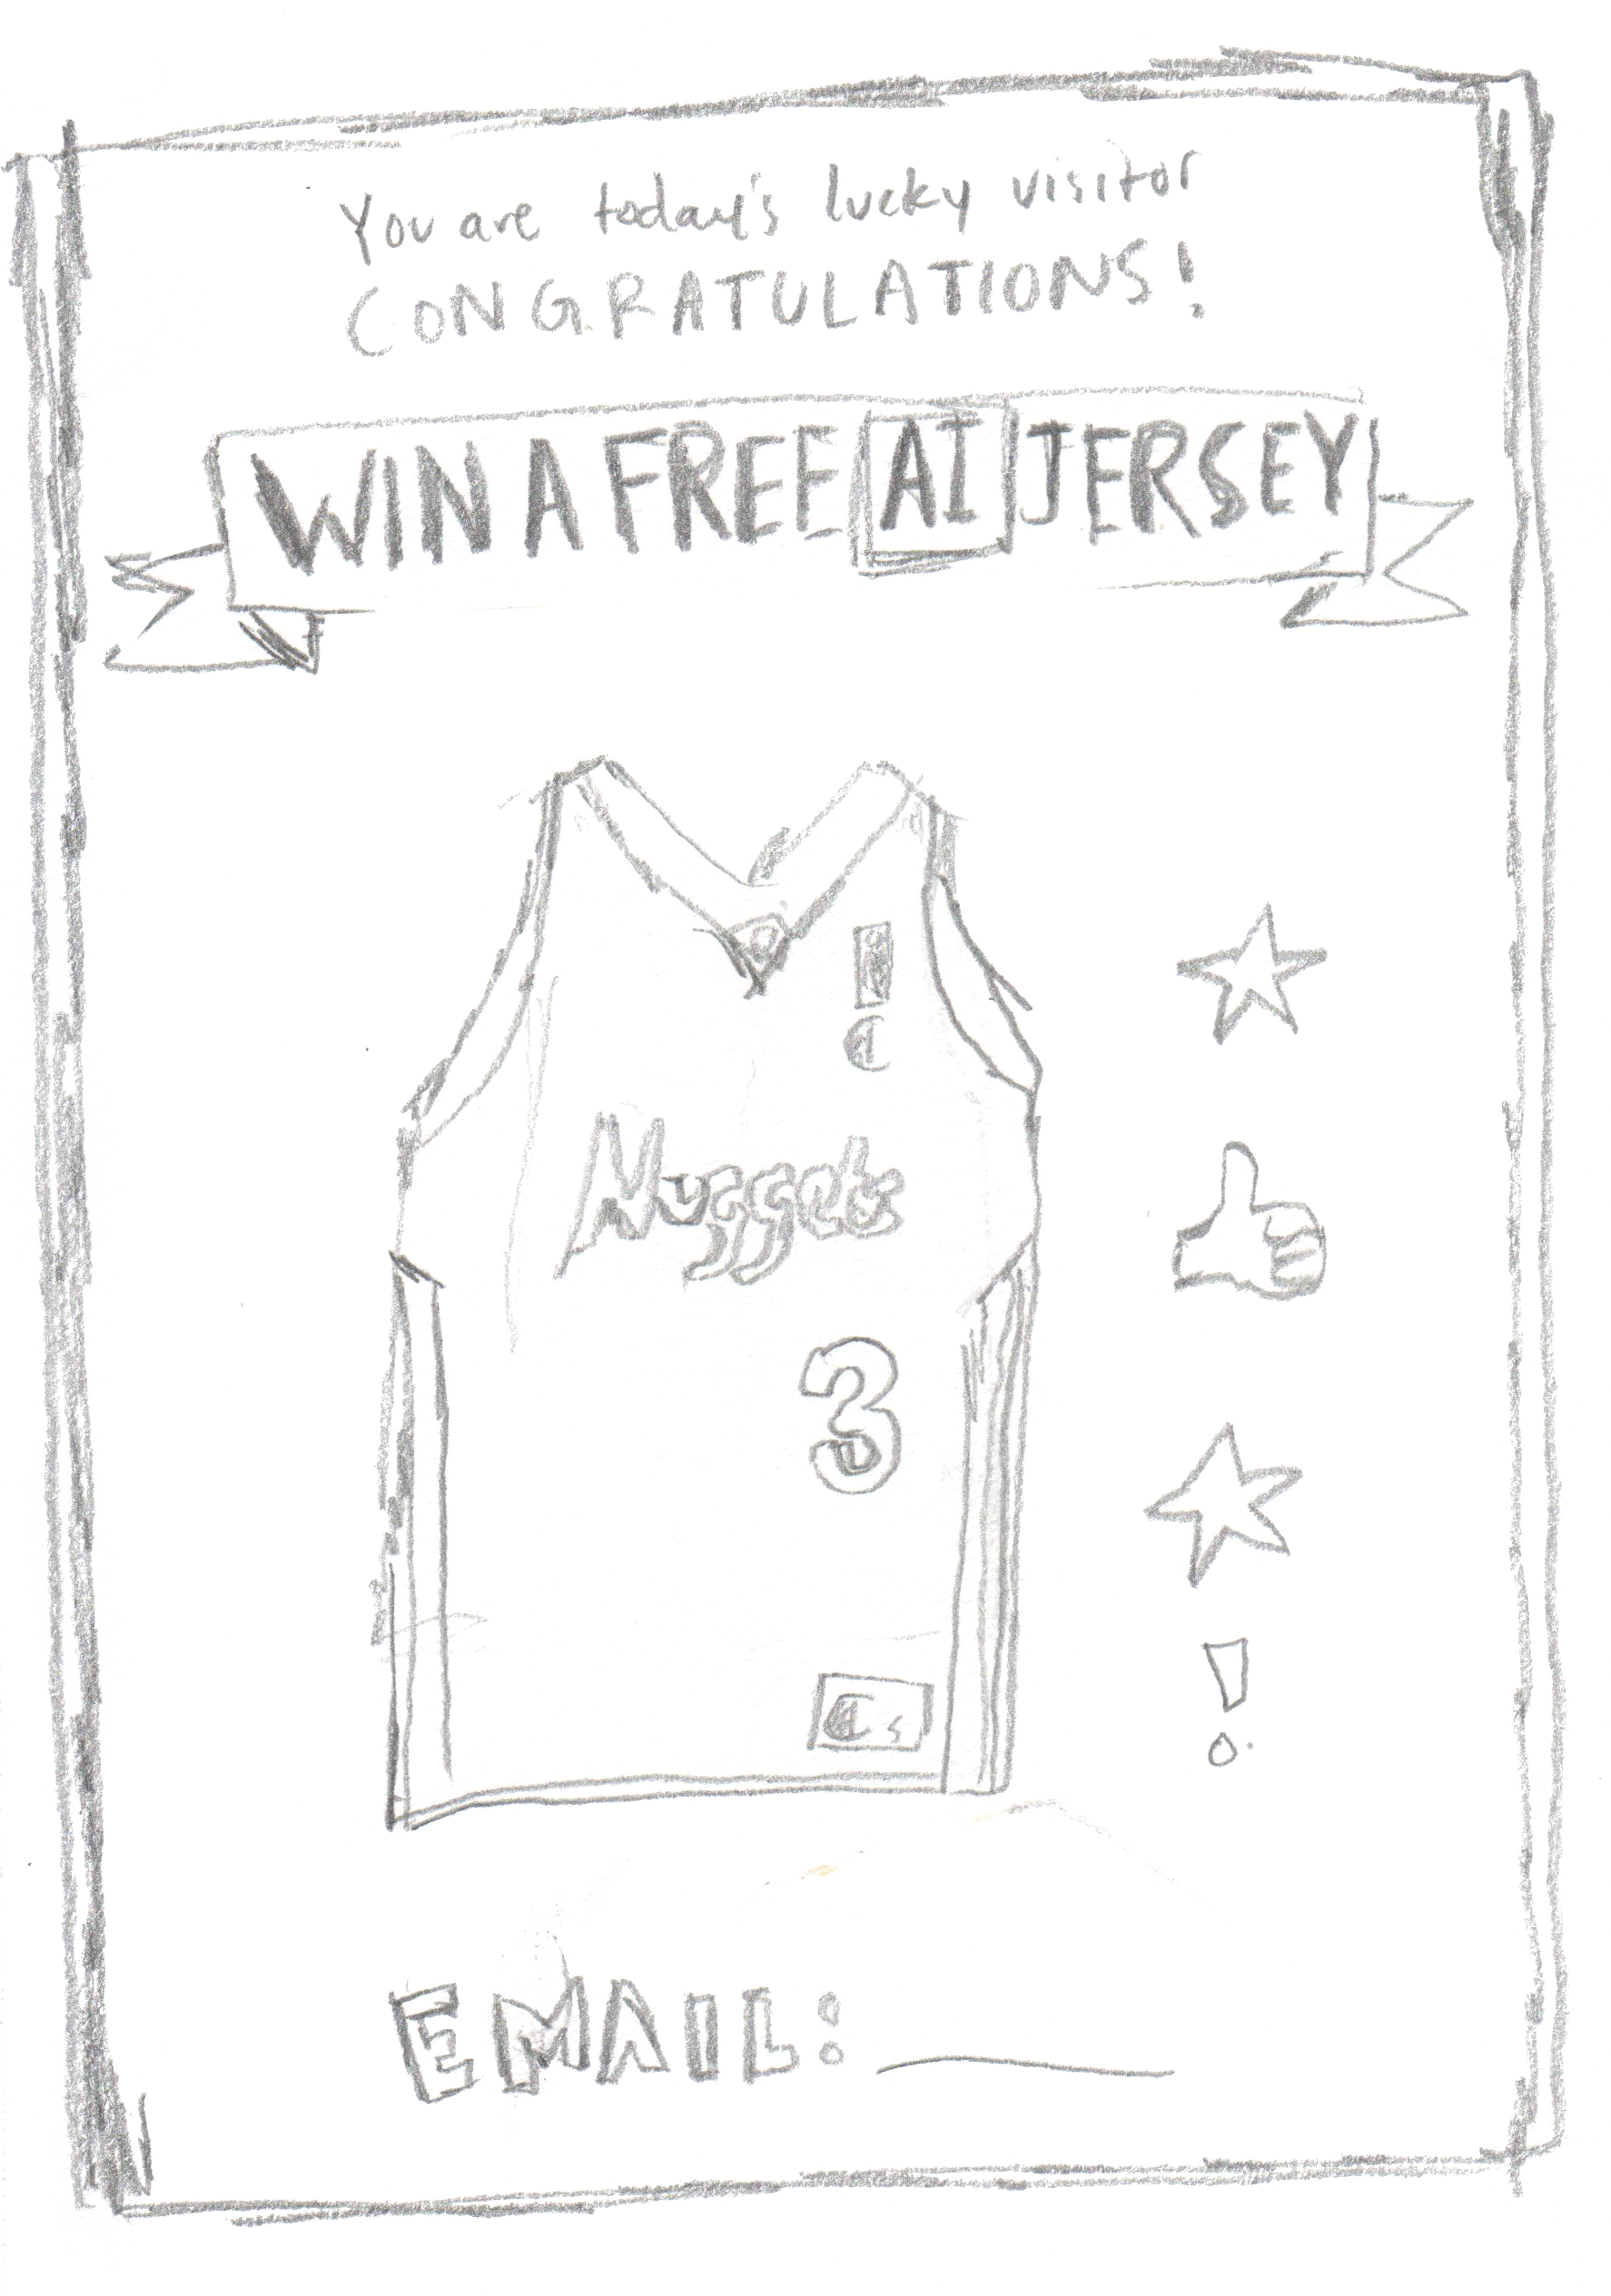 You are today's lucky visitor
CONGRATULATIONS!
WIN A FREE AI JERSEY
Nuggets
3
EMAIL: